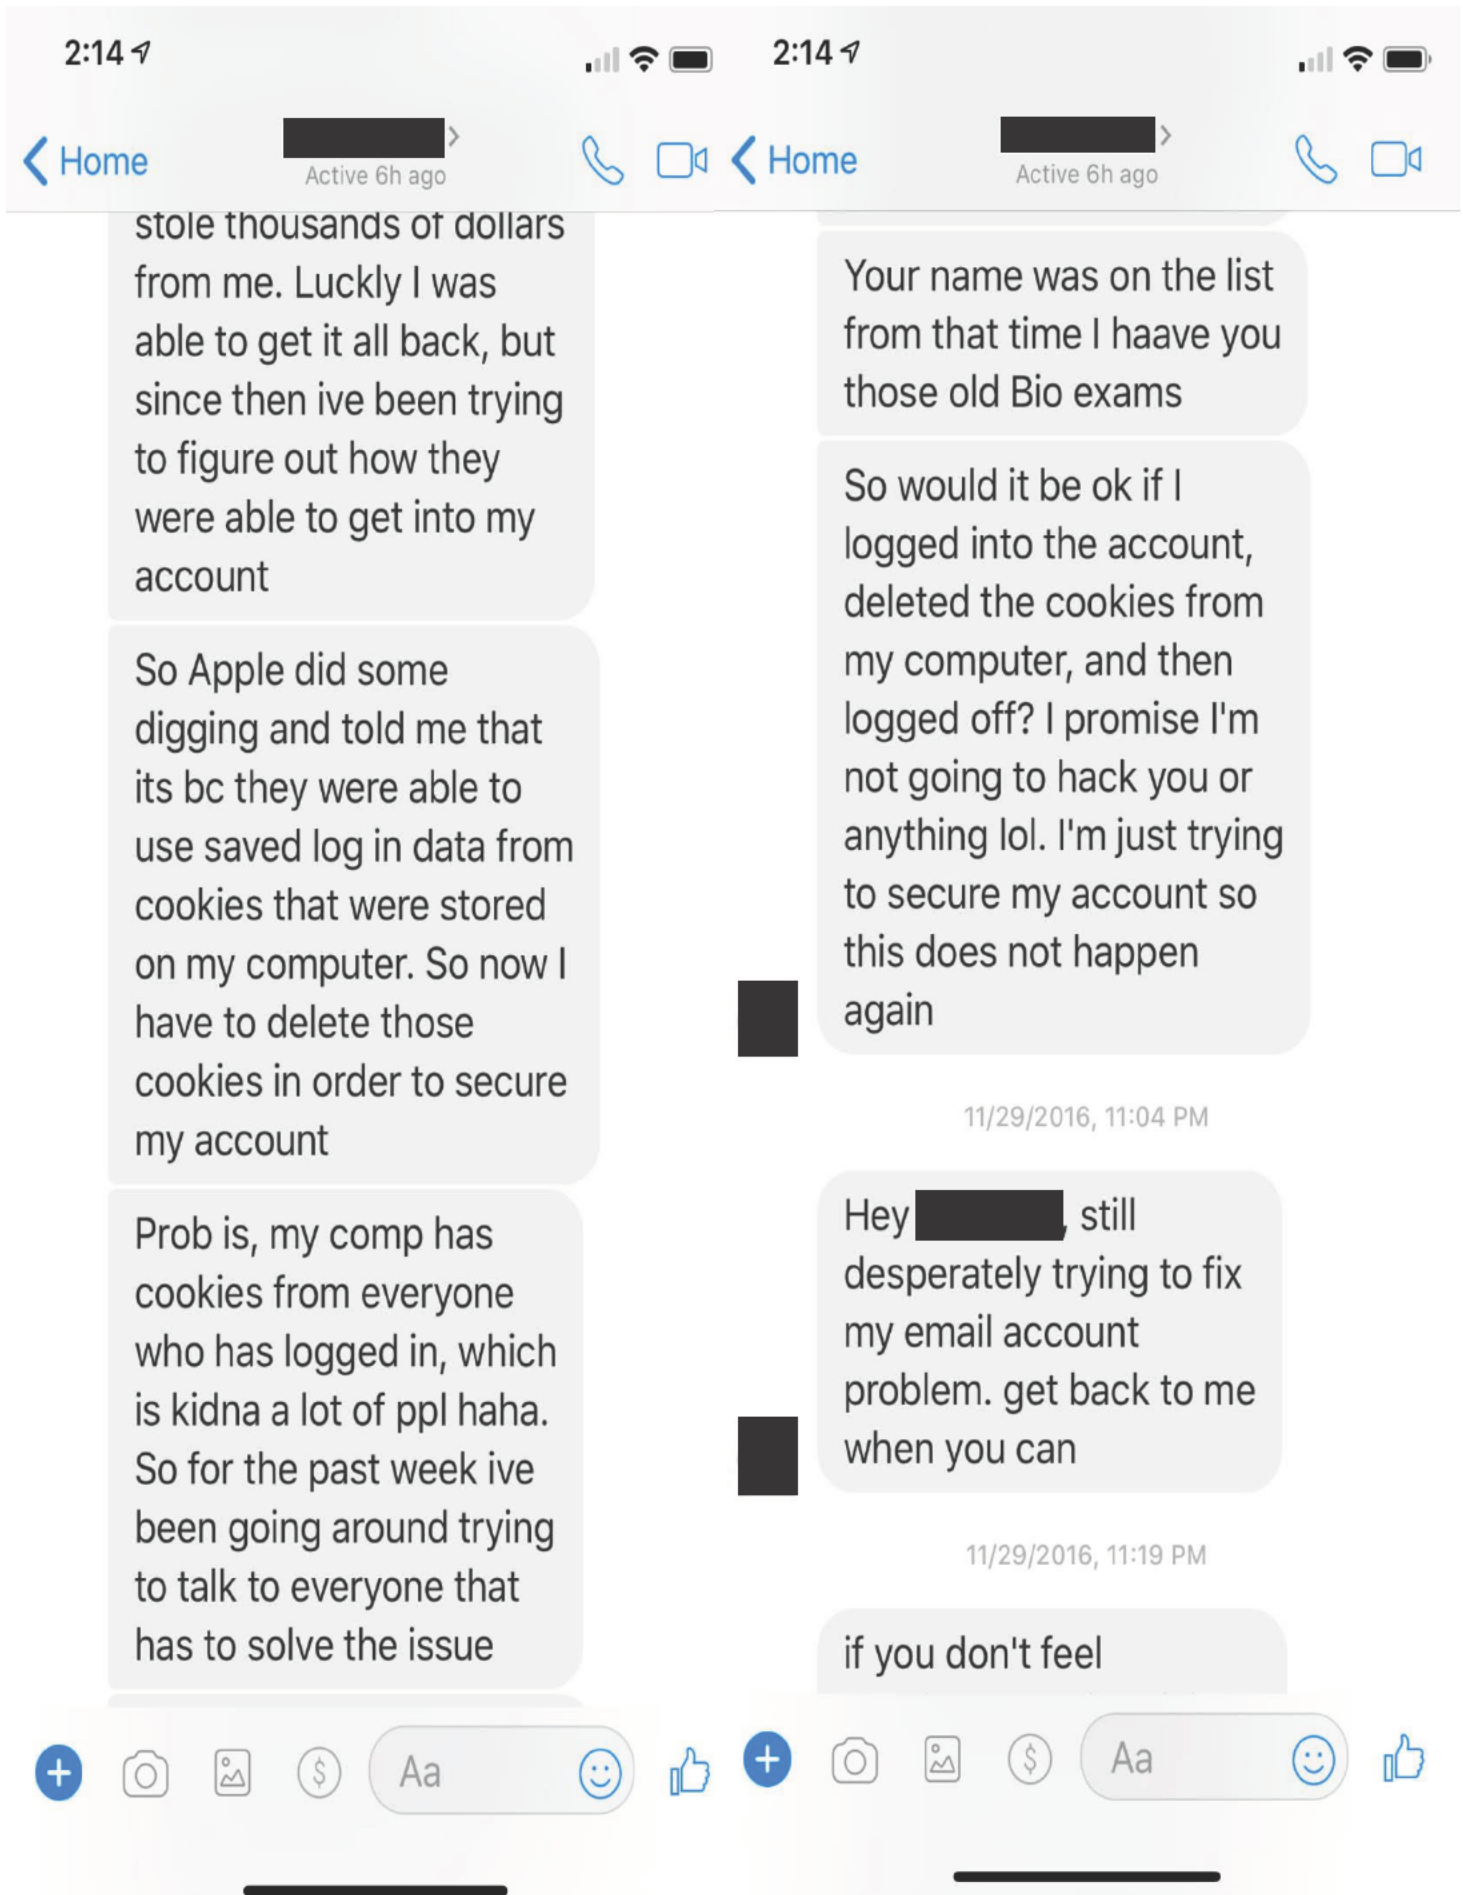 2:14
Home
Active 6h ago
stole thousands of dollars
from me. Luckly I was
able to get it all back, but
since then ive been trying
to figure out how they
were able to get into my
account
So Apple did some
digging and told me that
its bc they were able to
use saved log in data from
cookies that were stored
on my computer. So now I
have to delete those
cookies in order to secure
my account
Prob is, my comp has
cookies from everyone
who has logged in, which
is kidna a lot of ppl haha.
So for the past week ive
been going around trying
to talk to everyone that
has to solve the issue
Aa
2:14
Home
Active 6h ago
Your name was on the list
from that time I haave you
those old Bio exams
So would it be ok if I
logged into the account,
deleted the cookies from
my computer, and then
logged off? I promise I'm
not going to hack you or
anything lol. I'm just trying
to secure my account so
this does not happen
again
11/29/2016, 11:04 PM
Hey , still
desperately trying to fix
my email account
problem. get back to me
when you can
11/29/2016, 11:19 PM
if you don't feel
Aa